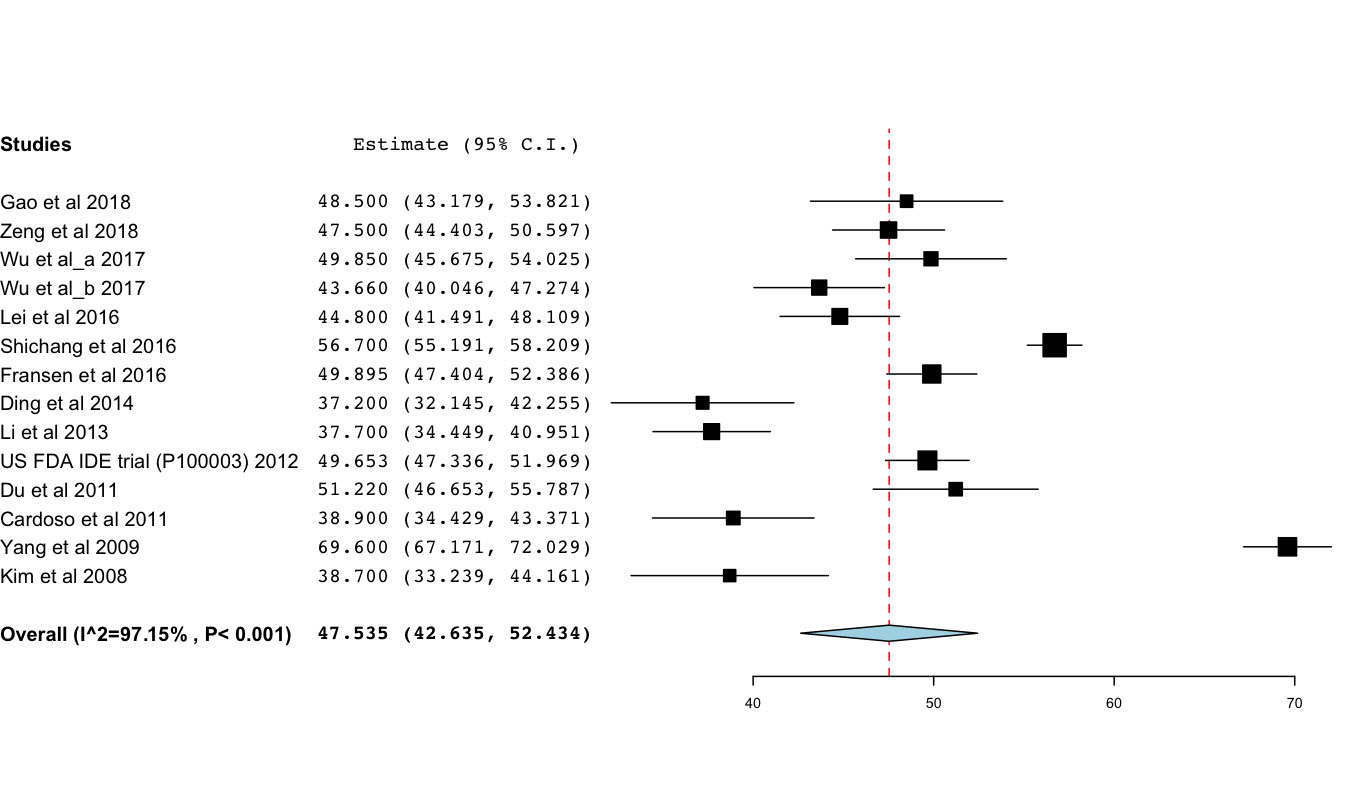 Studies Estimate (95% C.I.)
Gao et al 2018 48.500 (43.179, 53.821)
Zeng et al 2018 47.500 (44.403, 50.597)
Wu et al_a 2017 49.850 (45.675, 54.025)
Wu et al_b 2017 43.660 (40.046, 47.274)
Lei et al 2016 44.800 (41.491, 48.109)
Shichang et al 2016 56.700 (55.191, 58.209)
Fransen et al 2016 49.895 (47.404, 52.386)
Ding et al 2014 37.200 (32.145, 42.255)
Li et al 2013 37.700 (34.449, 40.951)
US FDA IDE trial (P100003) 2012 49.653 (47.336, 51.969)
Du et al 2011 51.220 (46.653, 55.787)
Cardoso et al 2011 38.900 (34.429, 43.371)
Yang et al 2009 69.600 (67.171, 72.029)
Kim et al 2008 38.700 (33.239, 44.161)
Overall (I^2=97.15% , P< 0.001) 47.535 (42.635, 52.434)
40 50 60 70